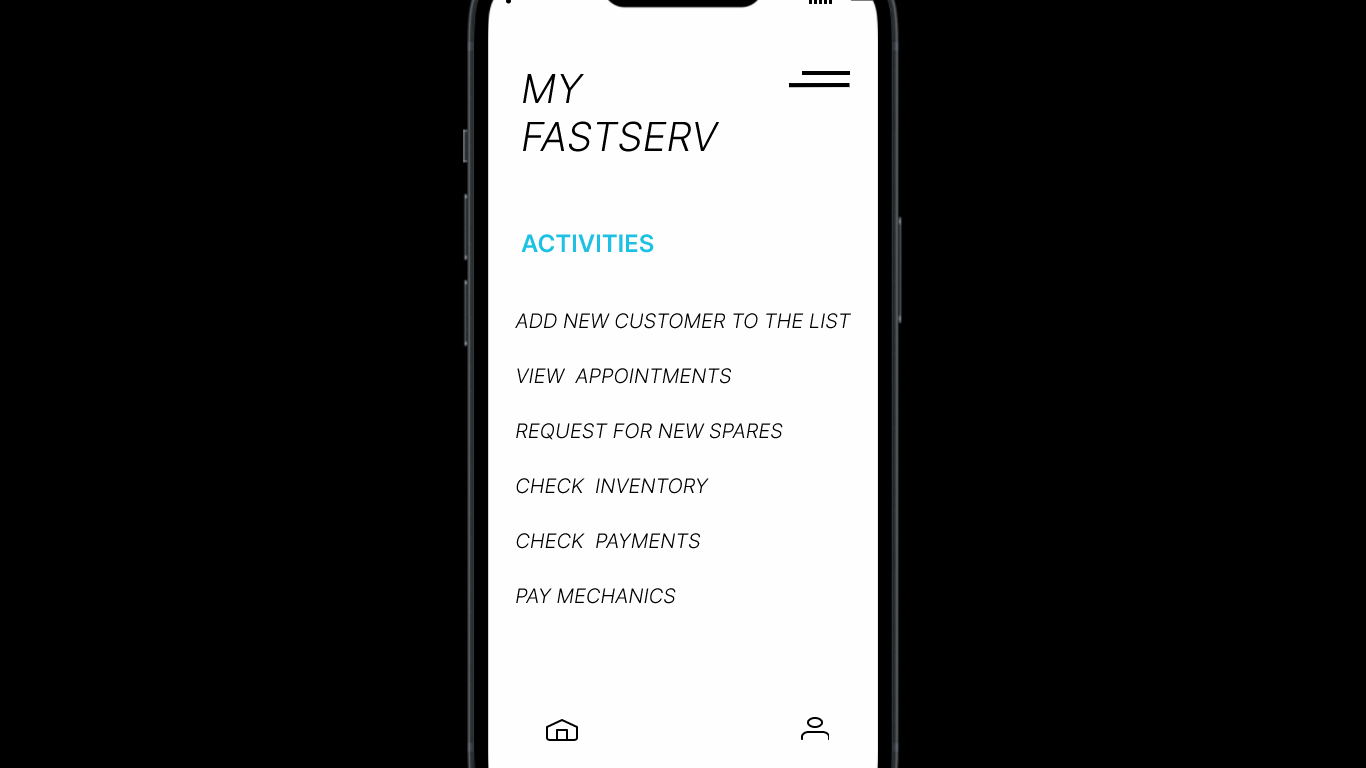 MY
FASTSERV
ACTIVITIES
ADD NEW CUSTOMER TO THE LIST
VIEW APPOINTMENTS
REQUEST FOR NEW SPARES
CHECK INVENTORY
CHECK PAYMENTS
PAY MECHANICS